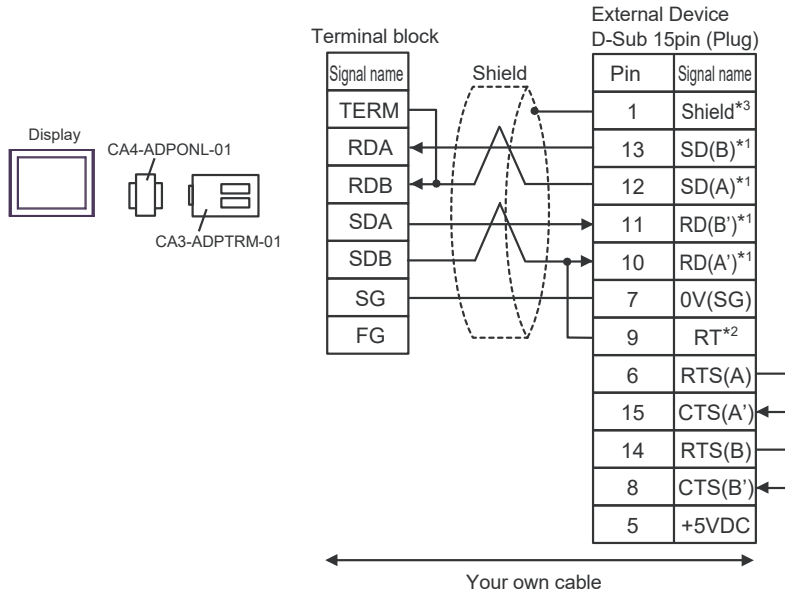 Display
CA4-ADPONL-01
CA3-ADPTRM-01
Terminal block
Signal name
TERM
RDA
RDB
SDA
SDB
SG
FG
Shield
External Device
D-Sub 15pin (Plug)
Pin Signal name
1 Shield*3
13 SD(B)*1
12 SD(A)*1
11 RD(B')*1
10 RD(A')*1
7 0V(SG)
9 RT*2
6 RTS(A)
15 CTS(A')
14 RTS(B)
8 CTS(B')
5 +5VDC
Your own cable